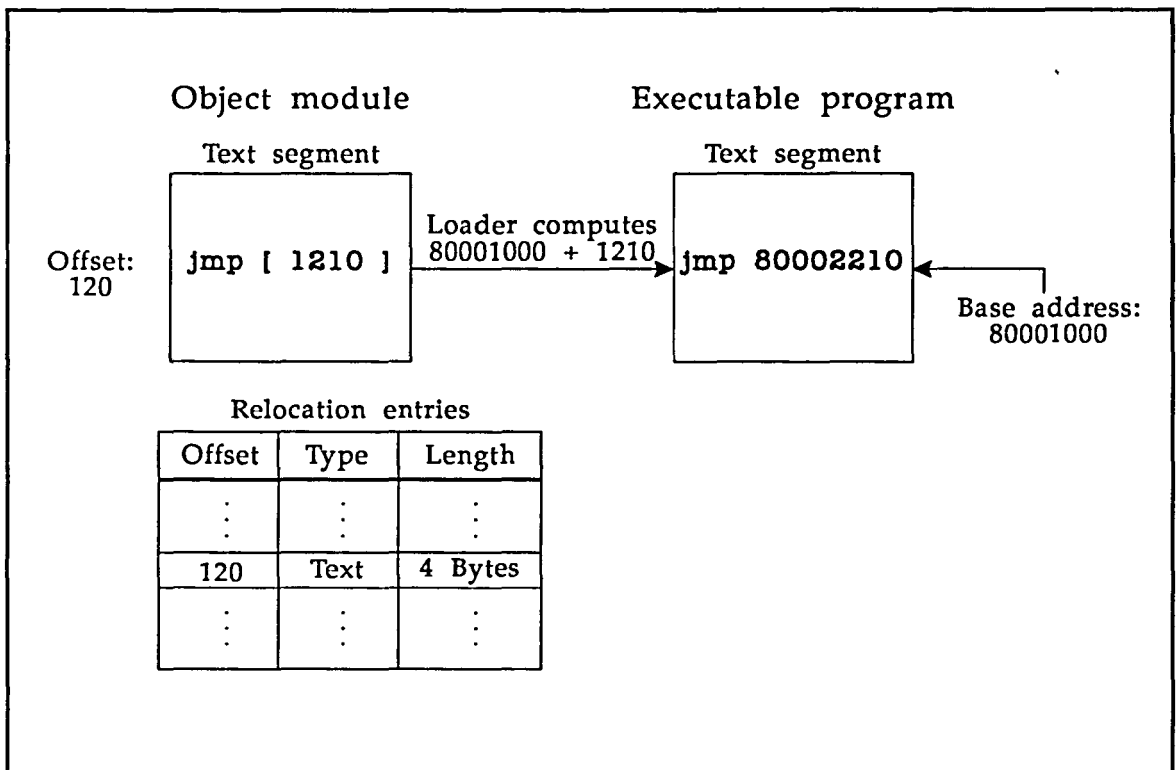 Object module
Executable program
Text segment
Text segment
Offset:
120
jmp [ 1210 ]
Loader computes
80001000 + 1210
jmp 80002210
Base address:
80001000
Relocation entries
Offset Type Length
120 Text 4 Bytes